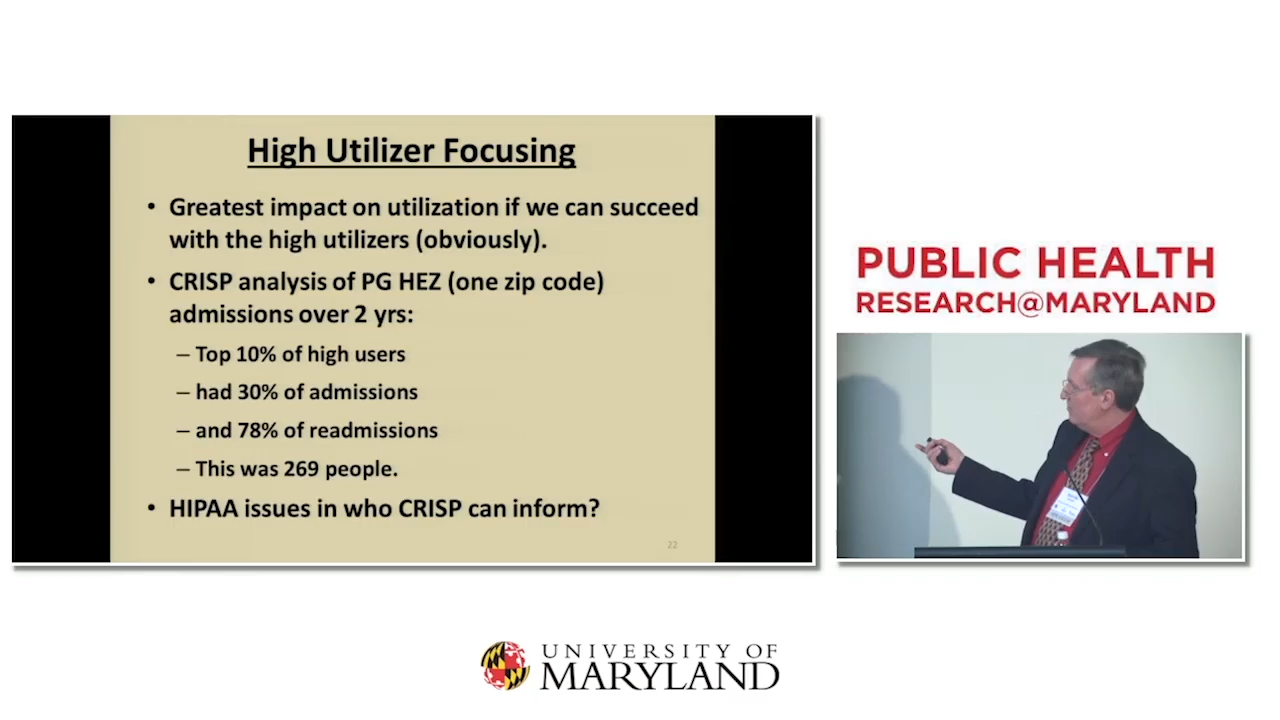 High Utilizer Focusing
• Greatest impact on utilization if we can succeed
with the high utilizers (obviously).
• CRISP analysis of PG HEZ (one zip code)
admissions over 2 yrs:
– Top 10% of high users
– had 30% of admissions
– and 78% of readmissions
– This was 269 people.
• HIPAA issues in who CRISP can inform?
22
PUBLIC HEALTH
RESEARCH@MARYLAND
UNIVERSITY OF
MARYLAND